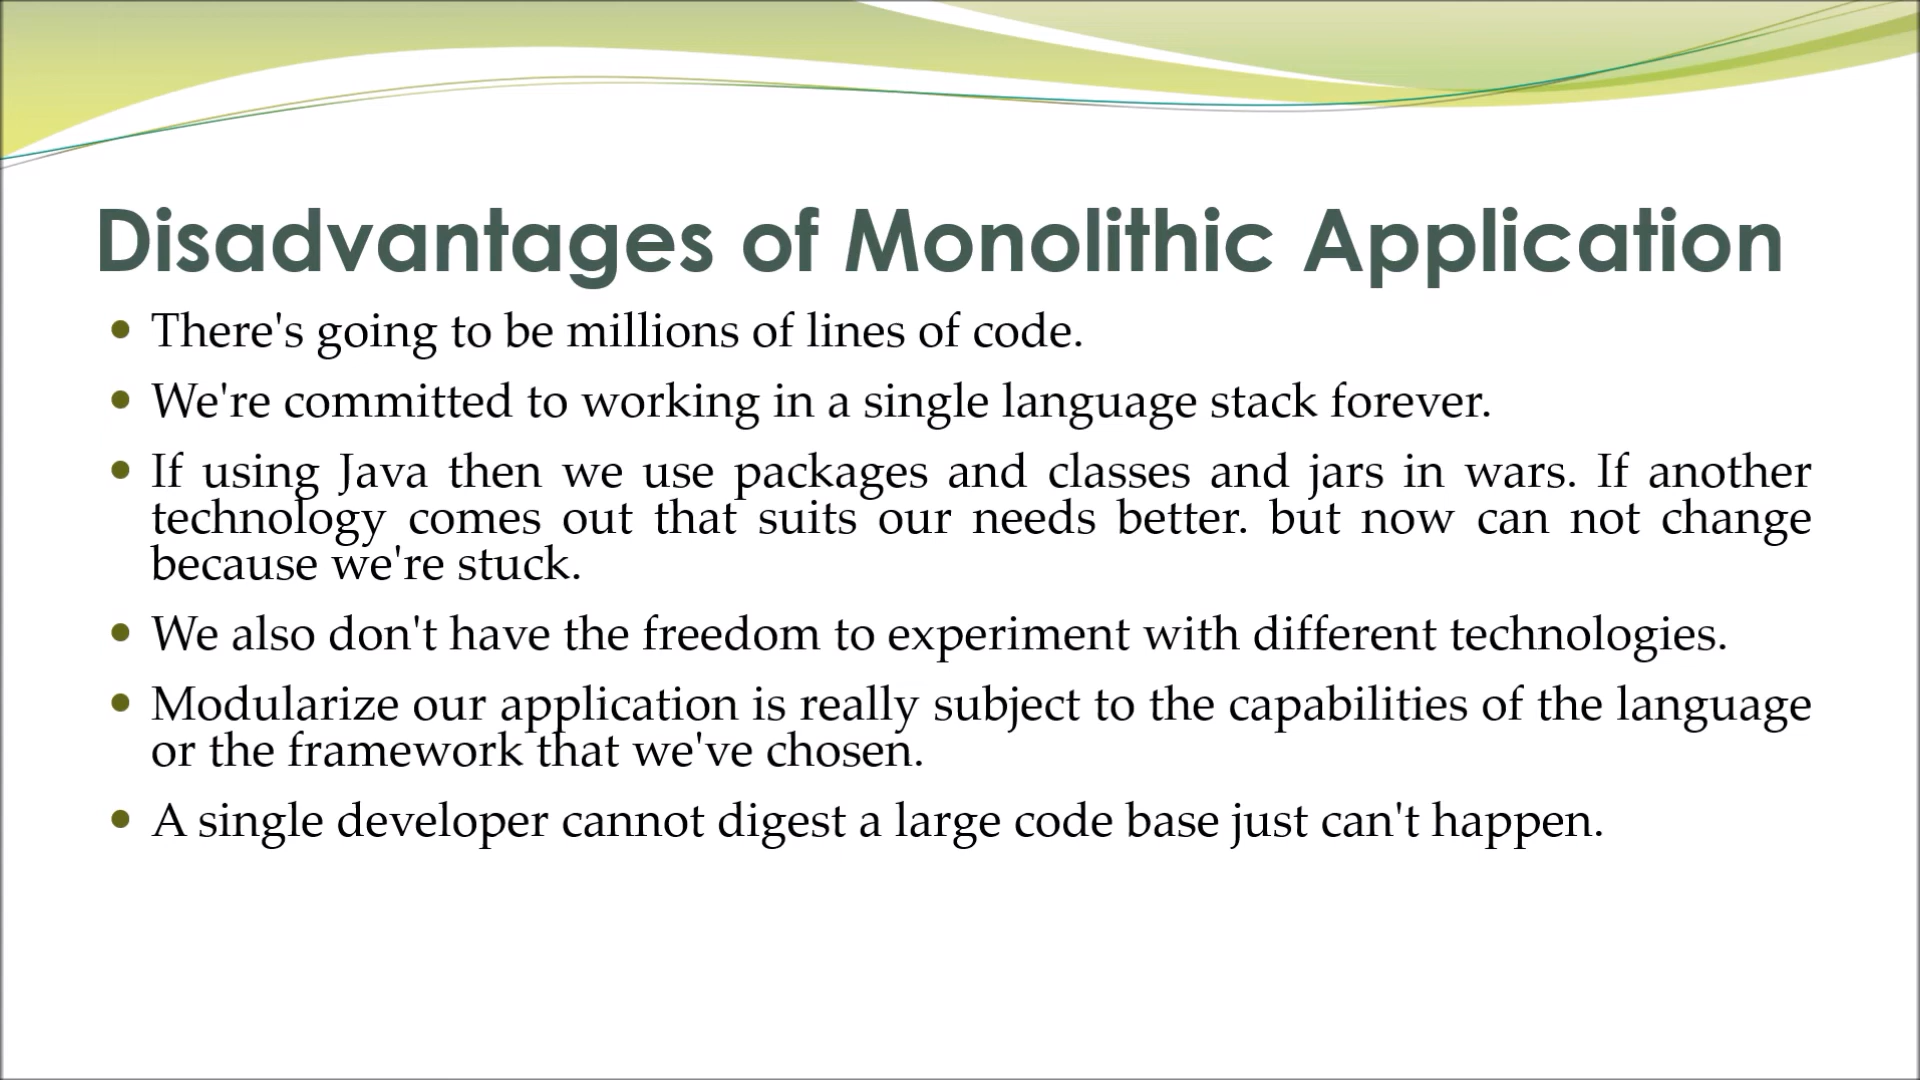 Disadvantages of Monolithic Application
• There's going to be millions of lines of code.
• We're committed to working in a single language stack forever.
• If using Java then we use packages and classes and jars in wars. If another
technology comes out that suits our needs better. but now can not change
because we're stuck.
• We also don't have the freedom to experiment with different technologies.
• Modularize our application is really subject to the capabilities of the language
or the framework that we've chosen.
• A single developer cannot digest a large code base just can't happen.